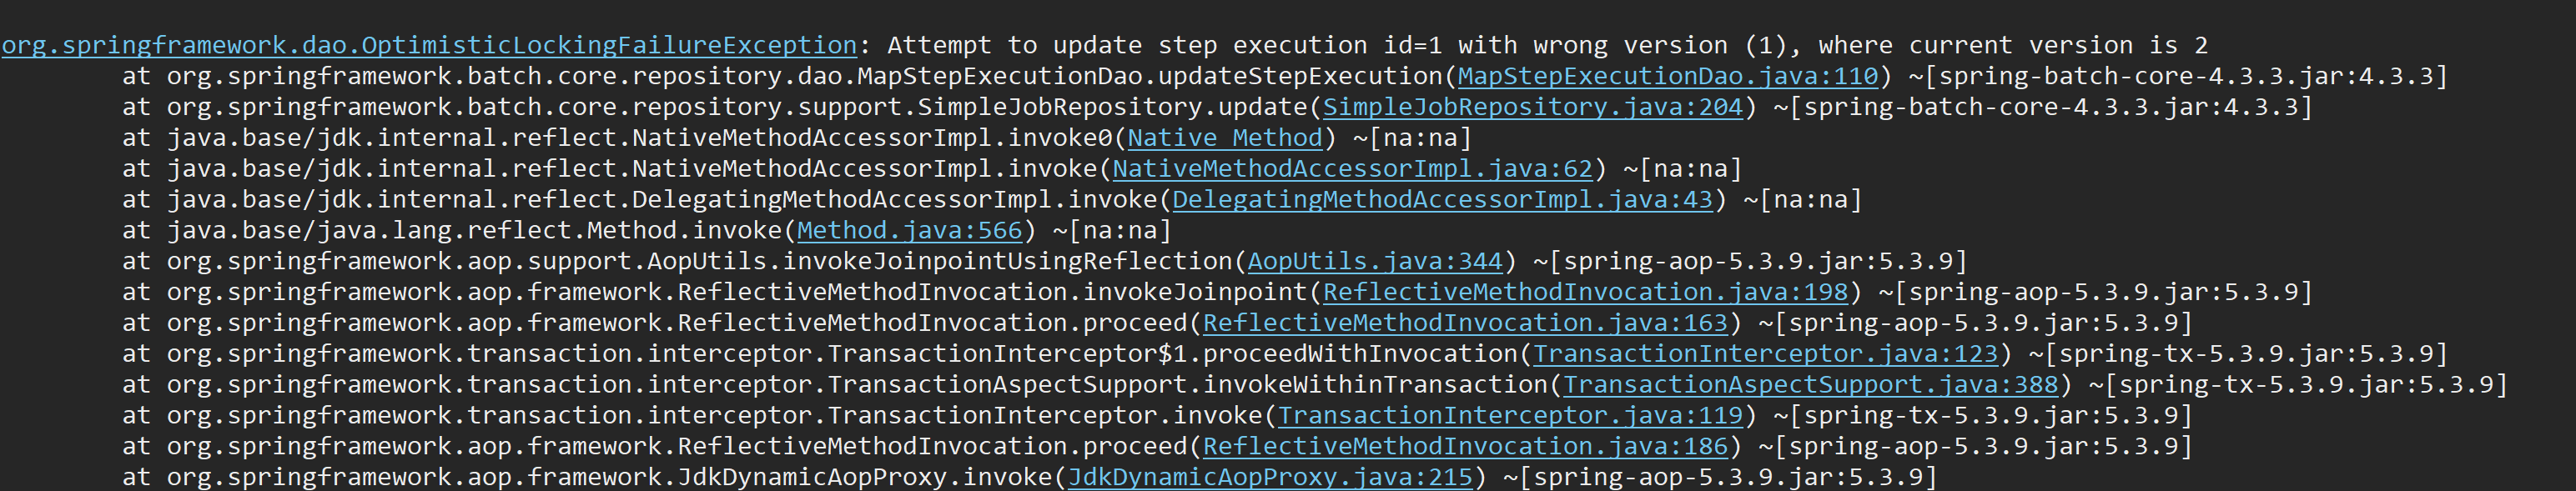 org.springframework.dao.OptimisticLockingFailureException: Attempt to update step execution id=1 with wrong version (1), where current version is 2
at org.springframework.batch.core.repository.dao.MapStepExecutionDao.updateStepExecution(MapStepExecutionDao.java:110) ~[spring-batch-core-4.3.3.jar:4.3.3]
at org.springframework.batch.core.repository.support.SimpleJobRepository.update(SimpleJobRepository.java:204) ~[spring-batch-core-4.3.3.jar:4.3.3]
at java.base/jdk.internal.reflect.NativeMethodAccessorImpl.invoke0(Native Method) ~[na:na]
at java.base/jdk.internal.reflect.NativeMethodAccessorImpl.invoke(NativeMethodAccessorImpl.java:62) ~[na:na]
at java.base/jdk.internal.reflect.DelegatingMethodAccessorImpl.invoke(DelegatingMethodAccessorImpl.java:43) ~[na:na]
at java.base/java.lang.reflect.Method.invoke(Method.java:566) ~[na:na]
at org.springframework.aop.support.AopUtils.invokeJoinpointUsingReflection(AopUtils.java:344) ~[spring-aop-5.3.9.jar:5.3.9]
at org.springframework.aop.framework.ReflectiveMethodInvocation.invokeJoinpoint(ReflectiveMethodInvocation.java:198) ~[spring-aop-5.3.9.jar:5.3.9]
at org.springframework.aop.framework.ReflectiveMethodInvocation.proceed(ReflectiveMethodInvocation.java:163) ~[spring-aop-5.3.9.jar:5.3.9]
at org.springframework.transaction.interceptor.TransactionInterceptor$1.proceedWithInvocation(TransactionInterceptor.java:123) ~[spring-tx-5.3.9.jar:5.3.9]
at org.springframework.transaction.interceptor.TransactionAspectSupport.invokeWithinTransaction(TransactionAspectSupport.java:388) ~[spring-tx-5.3.9.jar:5.3.9]
at org.springframework.transaction.interceptor.TransactionInterceptor.invoke(TransactionInterceptor.java:119) ~[spring-tx-5.3.9.jar:5.3.9]
at org.springframework.aop.framework.ReflectiveMethodInvocation.proceed(ReflectiveMethodInvocation.java:186) ~[spring-aop-5.3.9.jar:5.3.9]
at org.springframework.aop.framework.JdkDynamicAopProxy.invoke(JdkDynamicAopProxy.java:215) ~[spring-aop-5.3.9.jar:5.3.9]